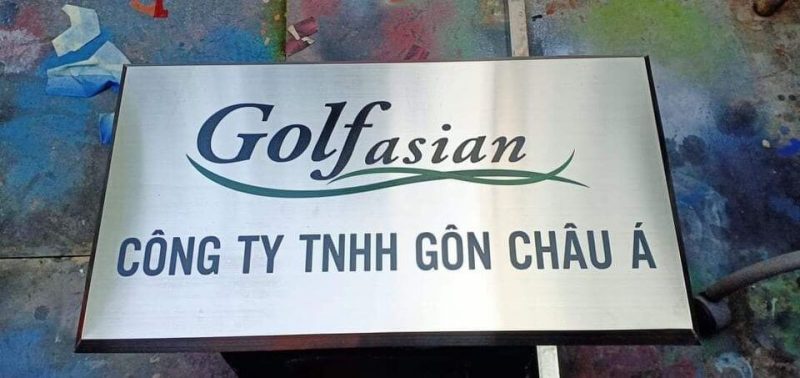 Golfasian
CÔNG TY TNHH GÔN CHÂU Á